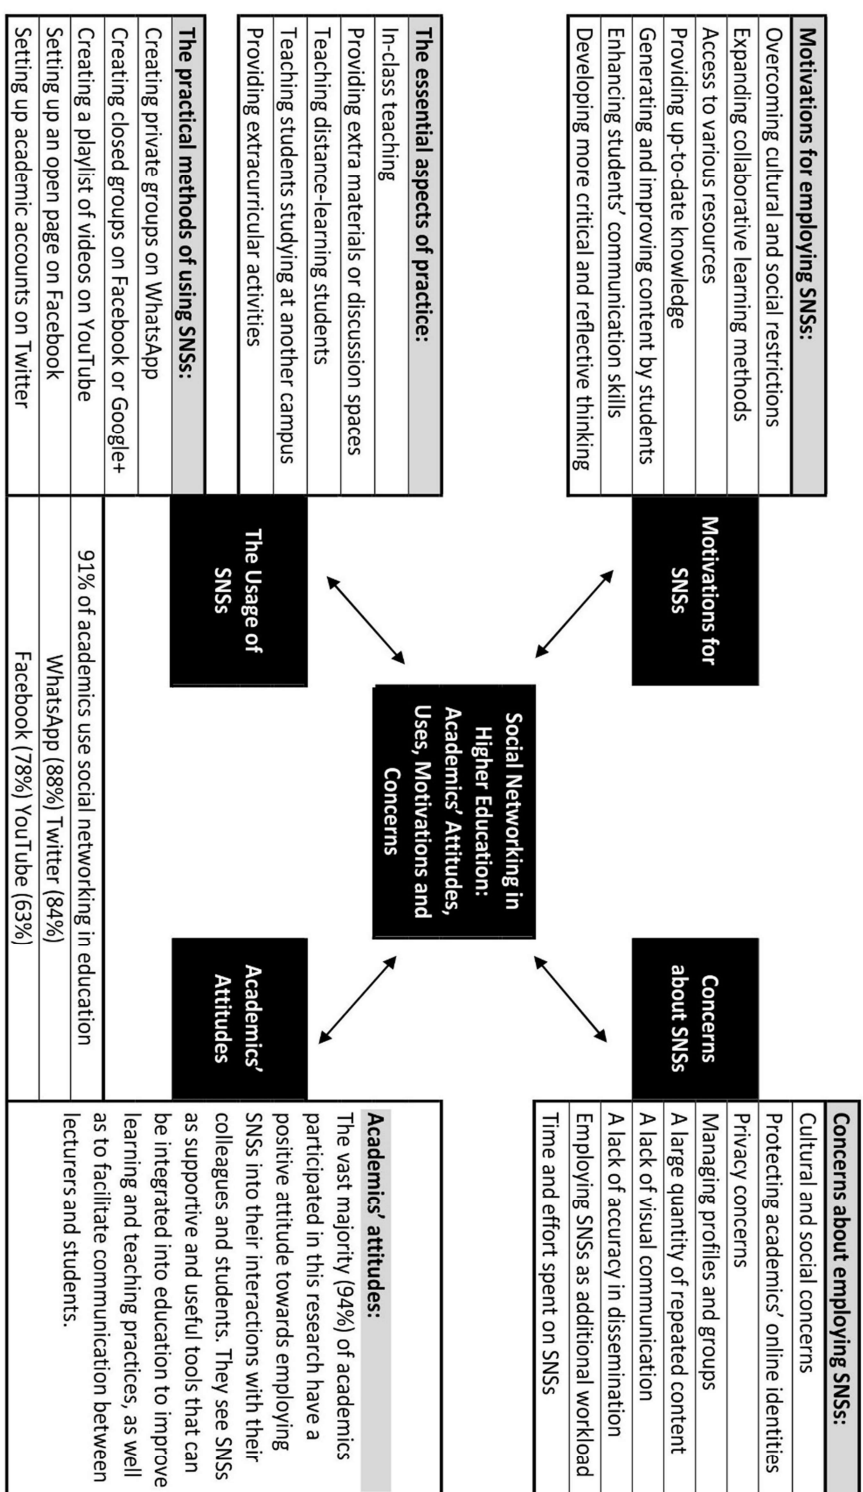 Motivations for employing SNSs:
Overcoming cultural and social restrictions
Expanding collaborative learning methods
Access to various resources
Providing up-to-date knowledge
Generating and improving content by students
Enhancing students’ communication skills
Developing more critical and reflective thinking
Motivations for
SNSs
Concerns
about SNSs
Concerns about employing SNSs:
Cultural and social concerns
Protecting academics’ online identities
Privacy concerns
Managing profiles and groups
A large quantity of repeated content
A lack of visual communication
A lack of accuracy in dissemination
Employing SNSs as additional workload
Time and effort spent on SNSs
Social Networking in
Higher Education:
Academics’ Attitudes,
Uses, Motivations and
Concerns
The essential aspects of practice:
In-class teaching
Providing extra materials or discussion spaces
Teaching distance-learning students
Teaching students studying at another campus
Providing extracurricular activities
The practical methods of using SNSs:
Creating private groups on WhatsApp
Creating closed groups on Facebook or Google+
Creating a playlist of videos on YouTube
Setting up an open page on Facebook
Setting up academic accounts on Twitter
The Usage of
SNSs
91% of academics use social networking in education
WhatsApp (88%) Twitter (84%)
Facebook (78%) YouTube (63%)
Academics’
Attitudes
Academics’ attitudes:
The vast majority (94%) of academics
participated in this research have a
positive attitude towards employing
SNSs into their interactions with their
colleagues and students. They see SNSs
as supportive and useful tools that can
be integrated into education to improve
learning and teaching practices, as well
as to facilitate communication between
lecturers and students.